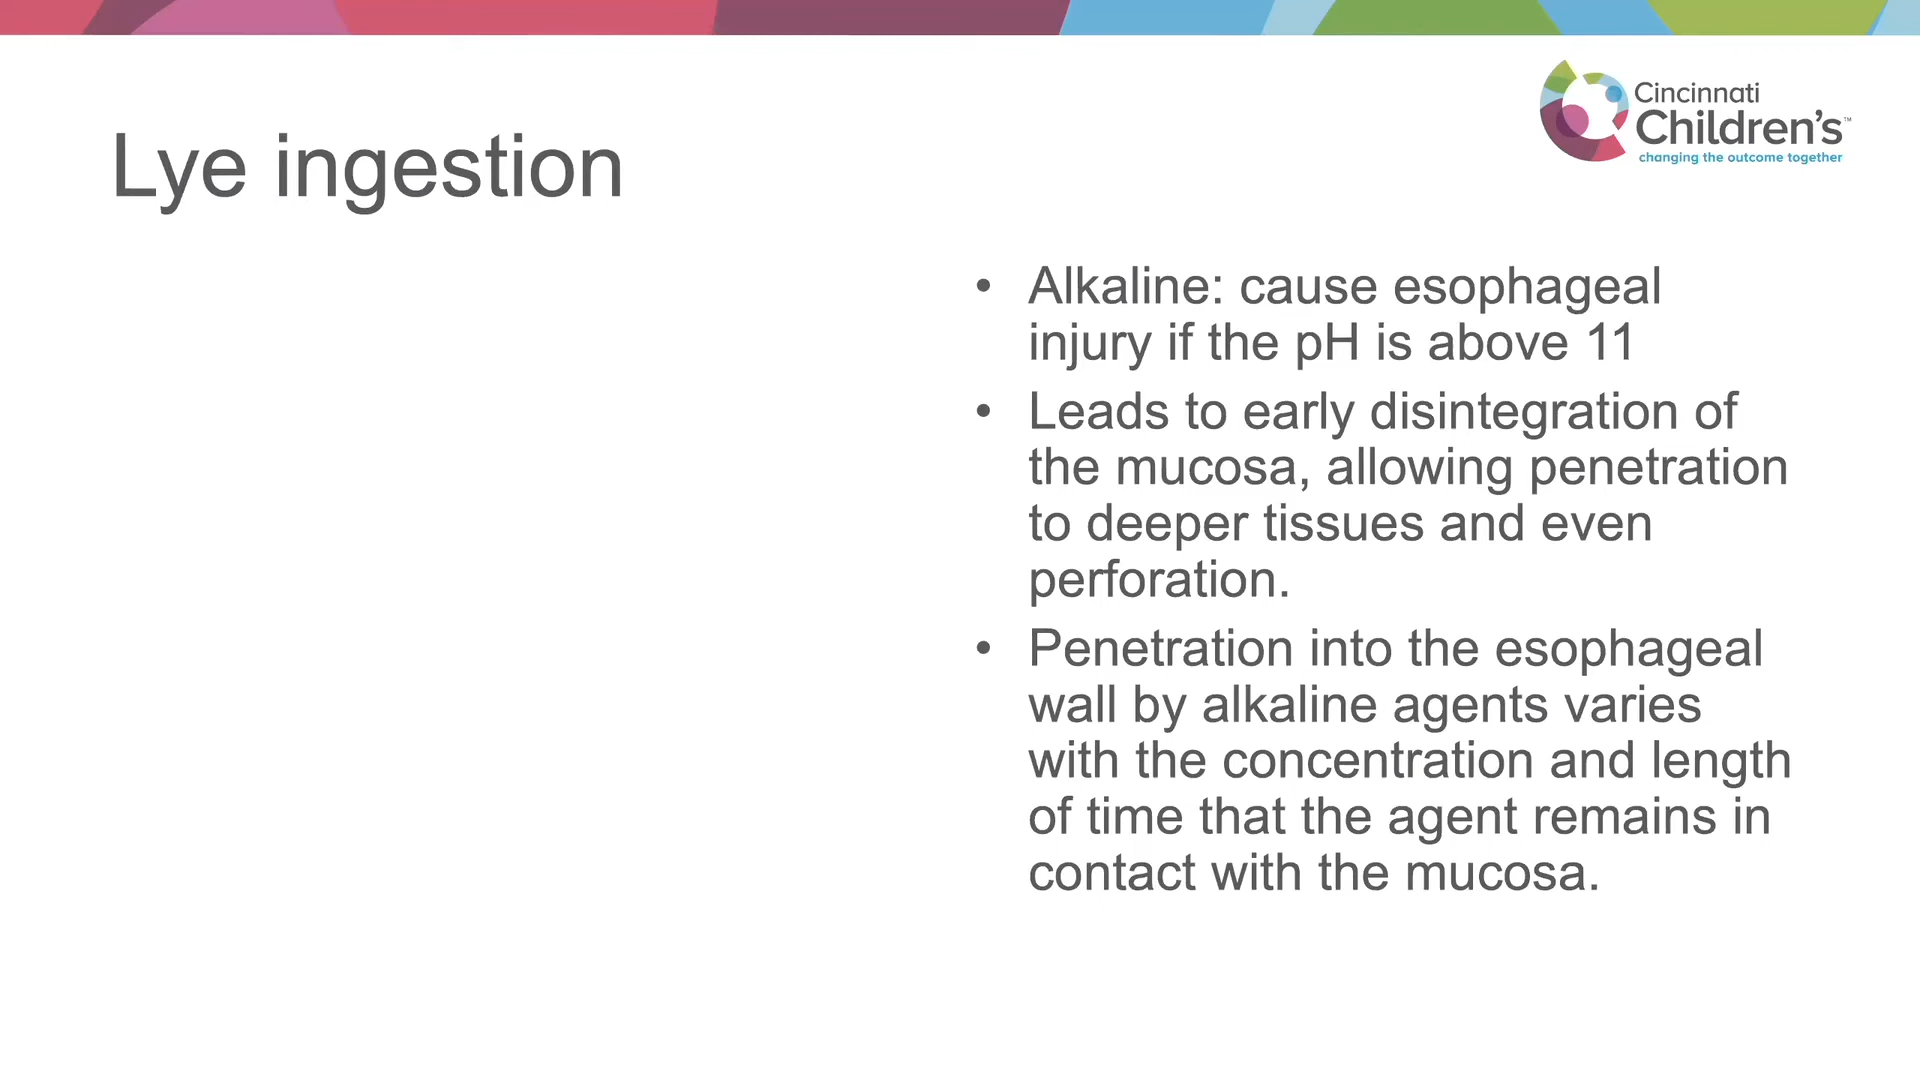 Cincinnati
Children's™
changing the outcome together
Lye ingestion
• Alkaline: cause esophageal
injury if the pH is above 11
• Leads to early disintegration of
the mucosa, allowing penetration
to deeper tissues and even
perforation.
• Penetration into the esophageal
wall by alkaline agents varies
with the concentration and length
of time that the agent remains in
contact with the mucosa.